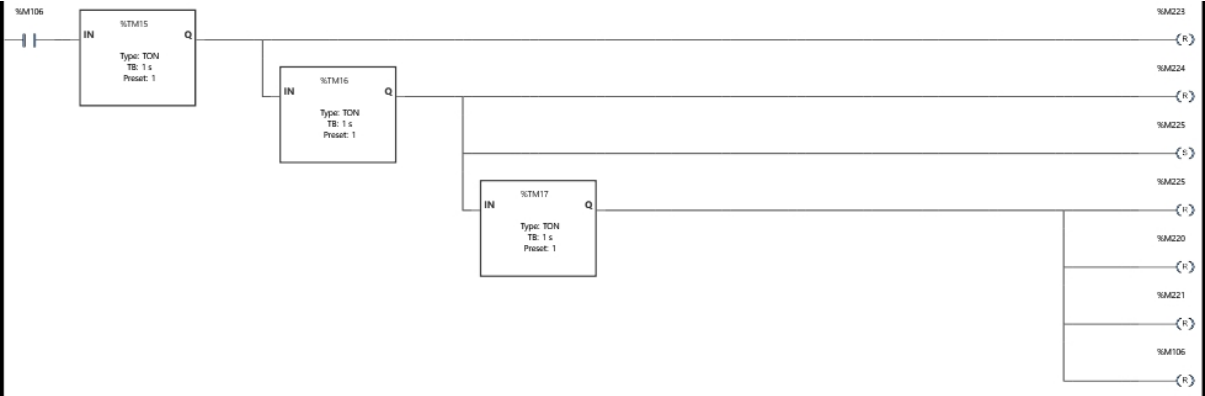 %M106
%TM15
IN
Q
Type: TON
TB: 1 s
Preset: 1
%M223
R
%TM16
IN
Q
Type: TON
TB: 1 s
Preset: 1
%M224
R
%M225
S
%TM17
IN
Q
Type: TON
TB: 1 s
Preset: 1
%M225
R
%M220
R
%M221
R
%M106
R